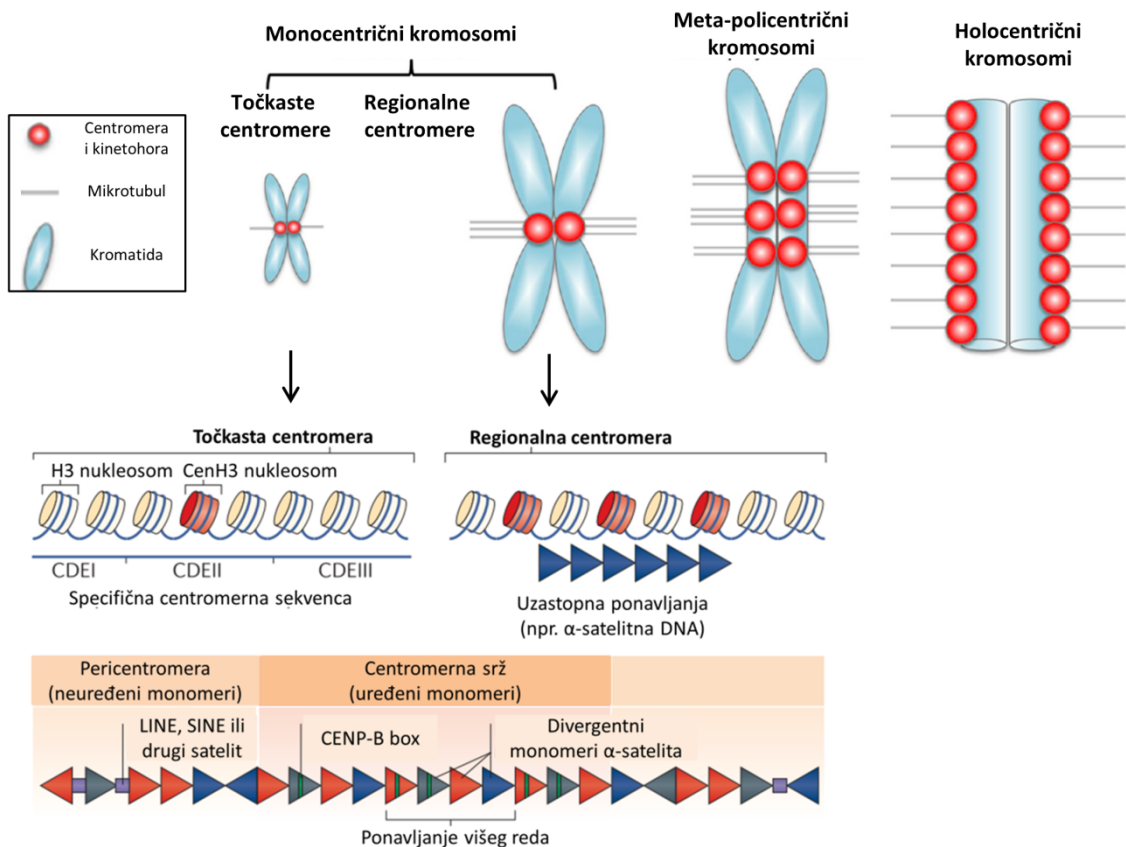 Monocentrični kromosomi
Točkaste
centromere
Regionalne
centromere
Meta-policentrični
kromosomi
Holocentrični
kromosomi
Centromera
i kinetohora
Mikrotubul
Kromatida
Točkasta centromera
H3 nukleosom
CenH3 nukleosom
CDEI
CDEII
CDEIII
Specifična centromerna sekvenca
Regionalna centromera
Uzastopna ponavljanja
(npr. α-satelitna DNA)
Pericentromera
(neuređeni monomeri)
Centromerna srž
(uređeni monomeri)
LINE, SINE ili
drugi satelit
CENP-B box
Divergentni
monomeri α-satelita
Ponavljanje višeg reda